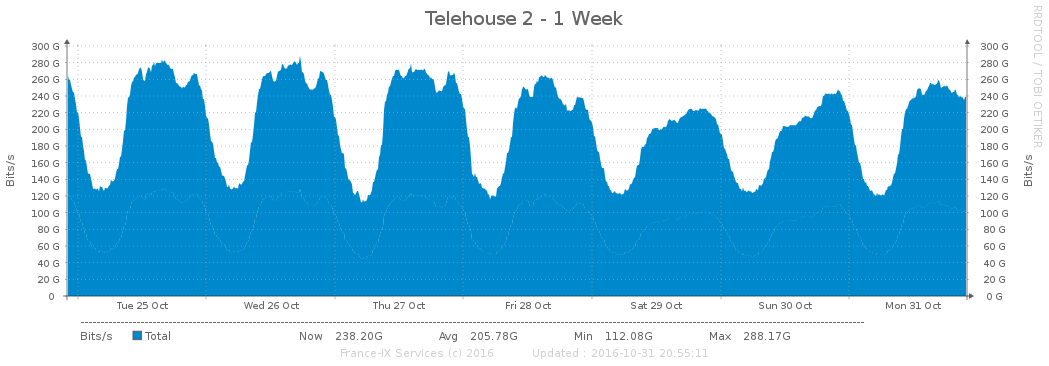 Telehouse 2 - 1 Week
RRDTOOL / TOBI OETIKER
Bits/s
300 G 300 G
280 G 280 G
260 G 260 G
240 G 240 G
220 G 220 G
200 G 200 G
180 G 180 G
160 G 160 G
140 G 140 G
120 G 120 G
100 G 100 G
80 G 80 G
60 G 60 G
40 G 40 G
20 G 20 G
0 0 G
Bits/s
Tue 25 Oct Wed 26 Oct Thu 27 Oct Fri 28 Oct Sat 29 Oct Sun 30 Oct Mon 31 Oct
Bits/s Total Now 238.20G Avg 205.78G Min 112.08G Max 288.17G
France-IX Services (c) 2016 Updated : 2016-10-31 20:55:11